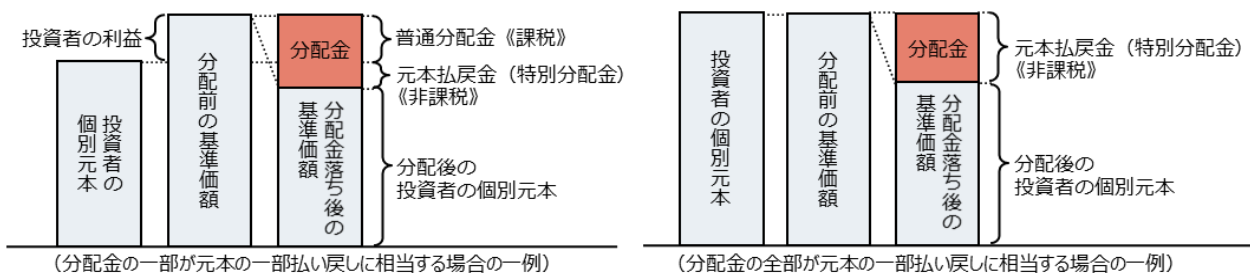 投資者の利益
投資者の
個別元本
分配前の基準価額
分配金
分配金落ち後の
基準価額
普通分配金《課税》
元本払戻金（特別分配金）
《非課税》
分配後の
投資者の個別元本
（分配金の一部が元本の一部払い戻しに相当する場合の一例）
投資者の個別元本
分配前の基準価額
分配金
分配金落ち後の
基準価額
元本払戻金（特別分配金）
《非課税》
分配後の
投資者の個別元本
（分配金の全部が元本の一部払い戻しに相当する場合の一例）